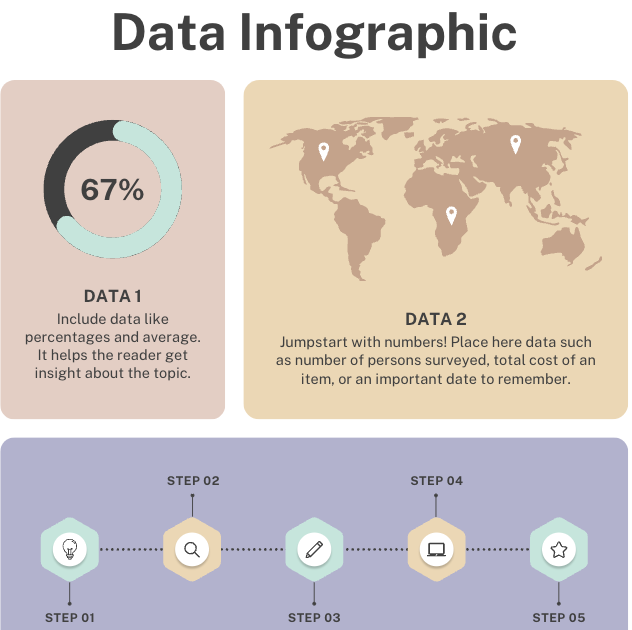 Data Infographic
67%
DATA 1
Include data like
percentages and average.
It helps the reader get
insight about the topic.
DATA 2
Jumpstart with numbers! Place here data such
as number of persons surveyed, total cost of an
item, or an important date to remember.
STEP 02
STEP 04
STEP 01
STEP 03
STEP 05